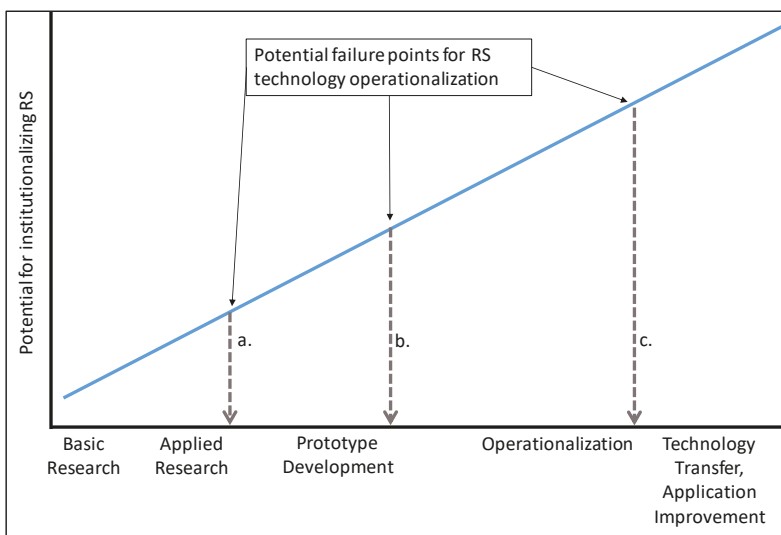 Potential failure points for RS
technology operationalization
Potential for institutionalizing RS
a.
b.
c.
Basic
Research
Applied
Research
Prototype
Development
Operationalization
Technology
Transfer,
Application
Improvement